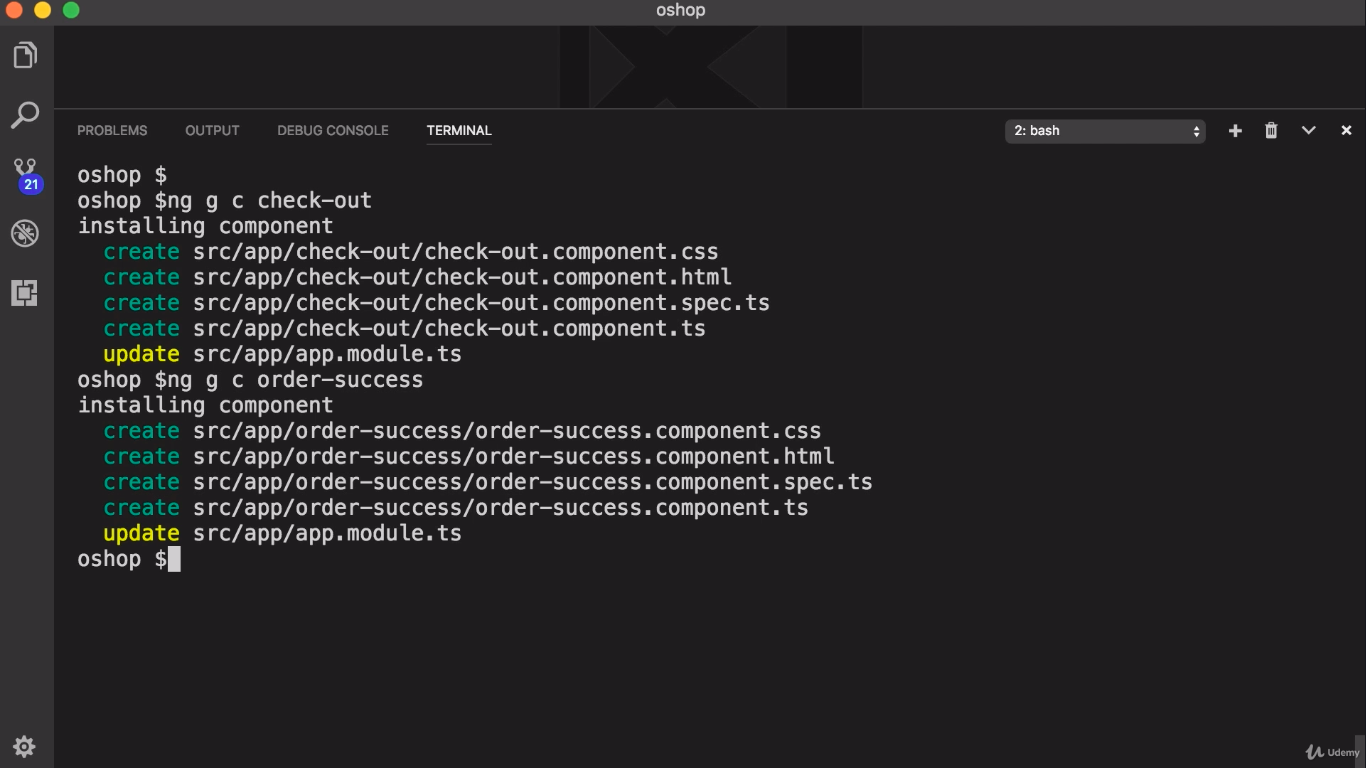 oshop
PROBLEMS OUTPUT DEBUG CONSOLE TERMINAL 2: bash
oshop $
oshop $ng g c check-out
installing component
create src/app/check-out/check-out.component.css
create src/app/check-out/check-out.component.html
create src/app/check-out/check-out.component.spec.ts
create src/app/check-out/check-out.component.ts
update src/app/app.module.ts
oshop $ng g c order-success
installing component
create src/app/order-success/order-success.component.css
create src/app/order-success/order-success.component.html
create src/app/order-success/order-success.component.spec.ts
create src/app/order-success/order-success.component.ts
update src/app/app.module.ts
oshop $
21
Udemy